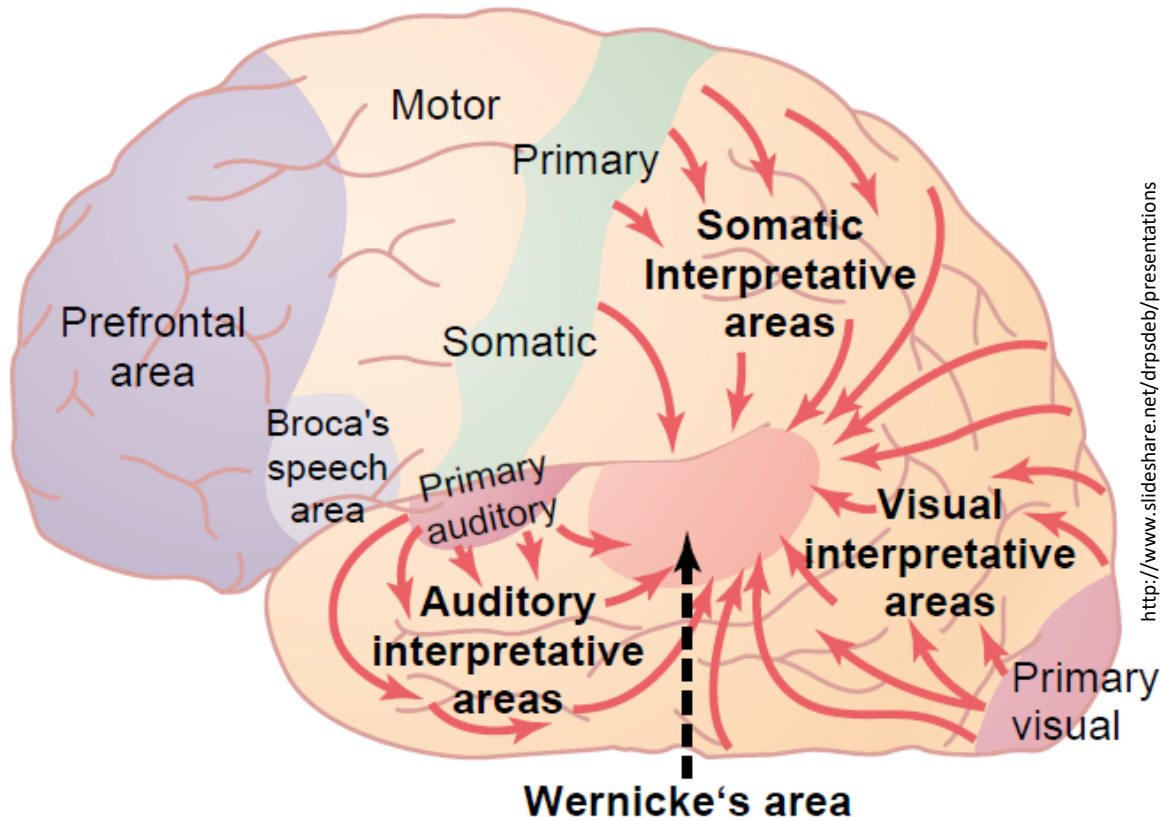 Motor
Primary
Somatic
Interpretative
areas
Prefrontal
area
Somatic
Broca's
speech
area
Primary
auditory
Visual
interpretative
areas
Auditory
interpretative
areas
Primary
visual
Wernicke‘s area
http://www.slideshare.net/drpsdeb/presentations